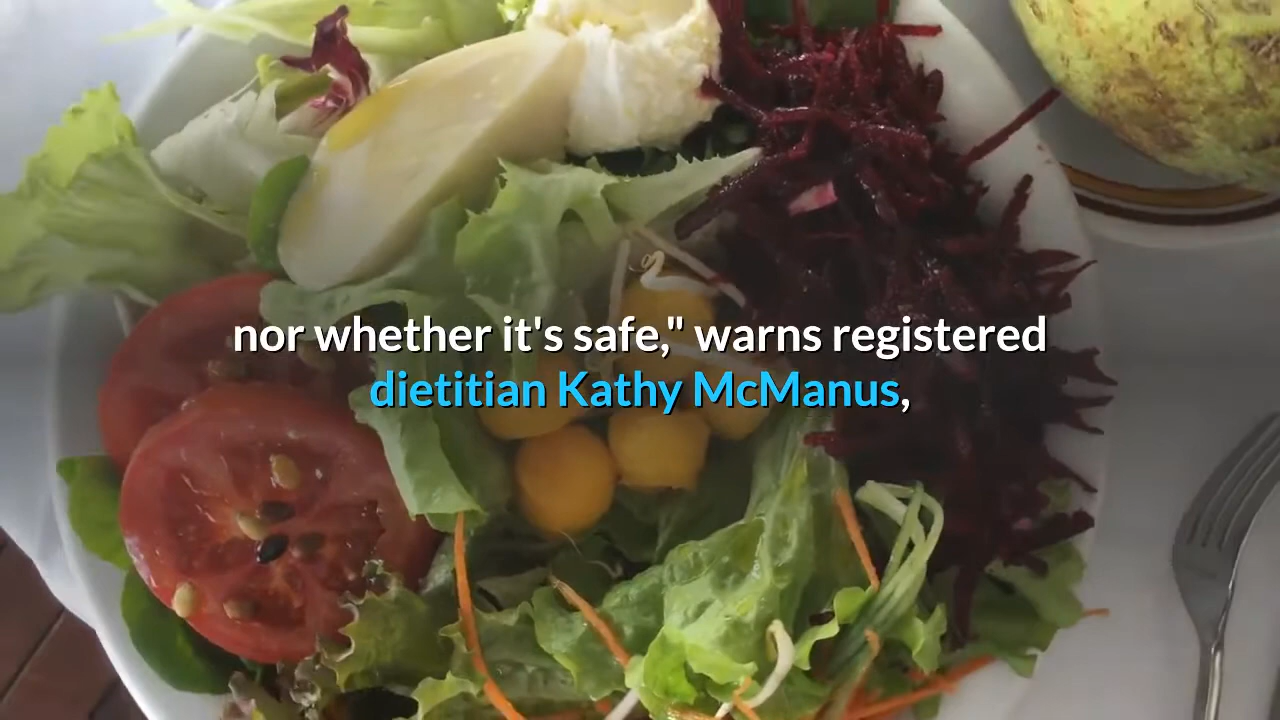 nor whether it's safe," warns registered
dietitian Kathy McManus,